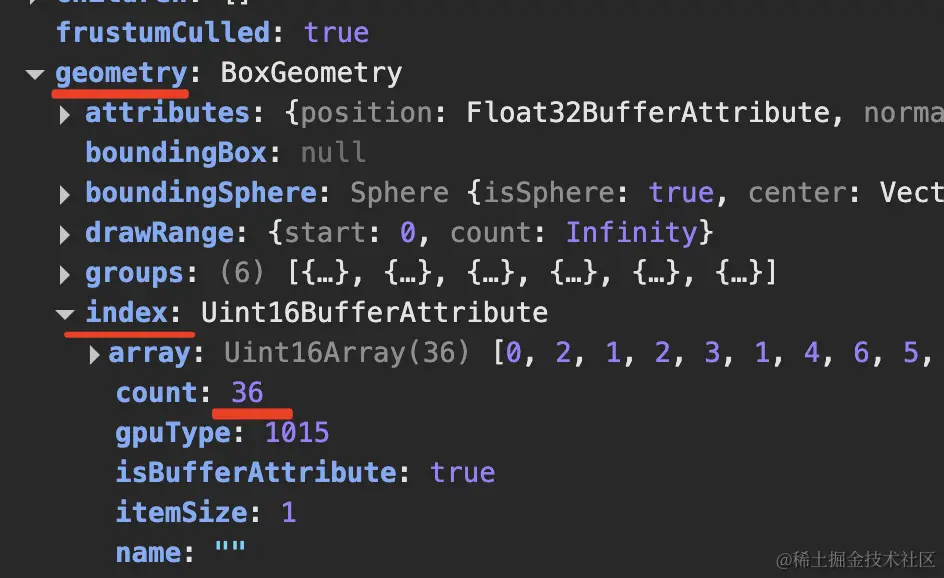 frustumCulled: true
geometry: BoxGeometry
attributes: {position: Float32BufferAttribute, norma
boundingBox: null
boundingSphere: Sphere {isSphere: true, center: Vect
drawRange: {start: 0, count: Infinity}
groups: (6) [{…}, {…}, {…}, {…}, {…}, {…}]
index: Uint16BufferAttribute
array: Uint16Array(36) [0, 2, 1, 2, 3, 1, 4, 6, 5,
count: 36
gpuType: 1015
isBufferAttribute: true
itemSize: 1
name: ""
@稀土掘金技术社区